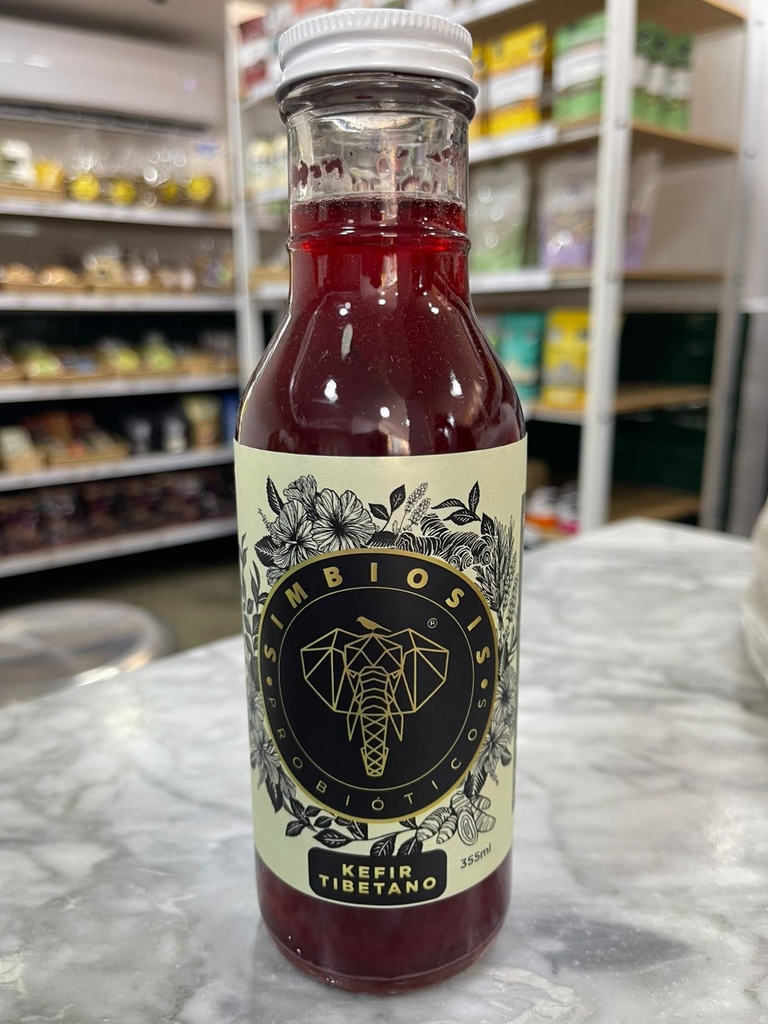 SIMBIOSIS
®
PROBIÓTICOS
KEFIR
TIBETANO
355ml